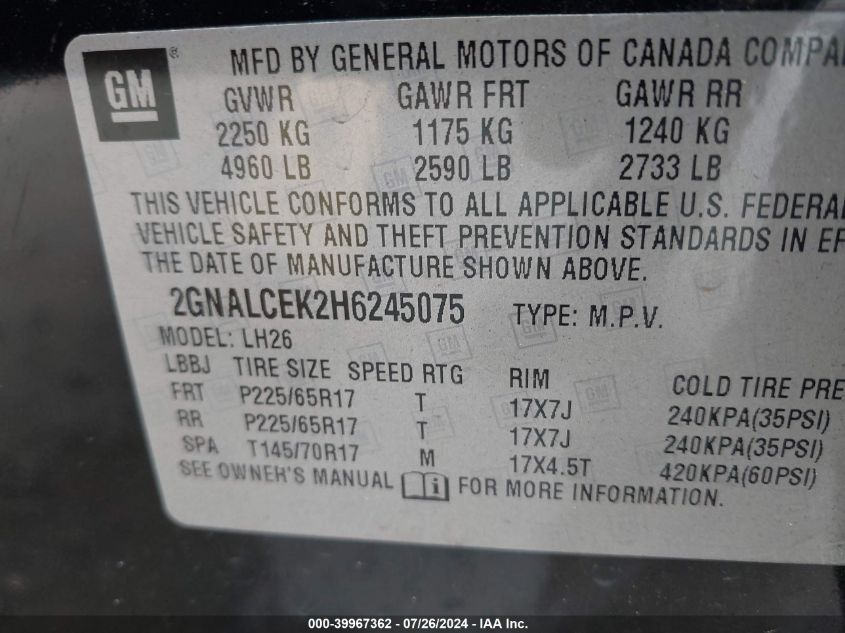 GM ®
MFD BY GENERAL MOTORS OF CANADA
GVWR GAWR FRT GAWR RR
2250 KG 1175 KG 1240 KG
4960 LB 2590 LB 2733 LB
THIS VEHICLE CONFORMS TO ALL APPLICABLE U.S. FEDERAL
VEHICLE SAFETY AND THEFT PREVENTION STANDARDS IN
THE DATE OF MANUFACTURE SHOWN ABOVE.
2GNALCEK2H6245075 TYPE: M.P.V.
MODEL: LH26
LBBJ TIRE SIZE SPEED RTG RIM COLD TIRE
FRT P225/65R17 T 17X7J 240KPA(35PSI)
RR P225/65R17 T 17X7J 240KPA(35PSI)
SPA T145/70R17 M 17X4.5T 420KPA(60PSI)
SEE OWNER'S MANUAL FOR MORE INFORMATION.
000-39967362 / 07/26/2024 - IAA Inc.